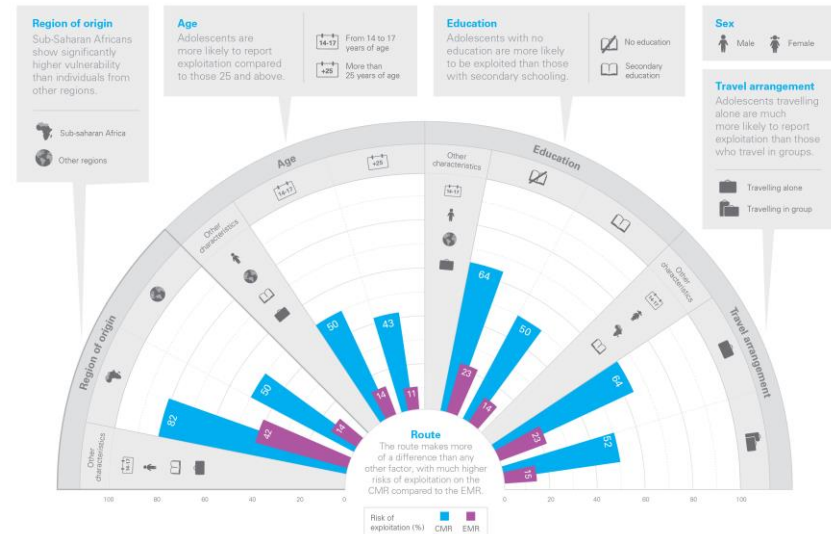 Region of origin
Sub-Saharan Africans
show significantly
higher vulnerability
than individuals from
other regions.
Sub-saharan Africa
Other regions
Age
Adolescents are
more likely to report
exploitation compared
to those 25 and above.
14-17
From 14 to 17
years of age
+25
More than
25 years of age
Education
Adolescents with no
education are more likely
to be exploited than those
with secondary schooling.
No education
Secondary
education
Sex
Male
Female
Travel arrangement
Adolescents travelling
alone are much
more likely to report
exploitation than those
who travel in groups.
Travelling alone
Travelling in group
Region of origin
Age
Education
Travel arrangement
Other
characteristics
14-17
82
42
50
14
Other
characteristics
14-17
+25
50
14
43
11
Other
characteristics
14-17
64
23
50
14
Other
characteristics
14-17
64
23
52
15
Route
The route makes more
of a difference than any
other factor, with much higher
risks of exploitation on the
CMR compared to the EMR.
100
80
60
40
20
0
0
20
40
60
80
100
Risk of
exploitation (%)
CMR
EMR